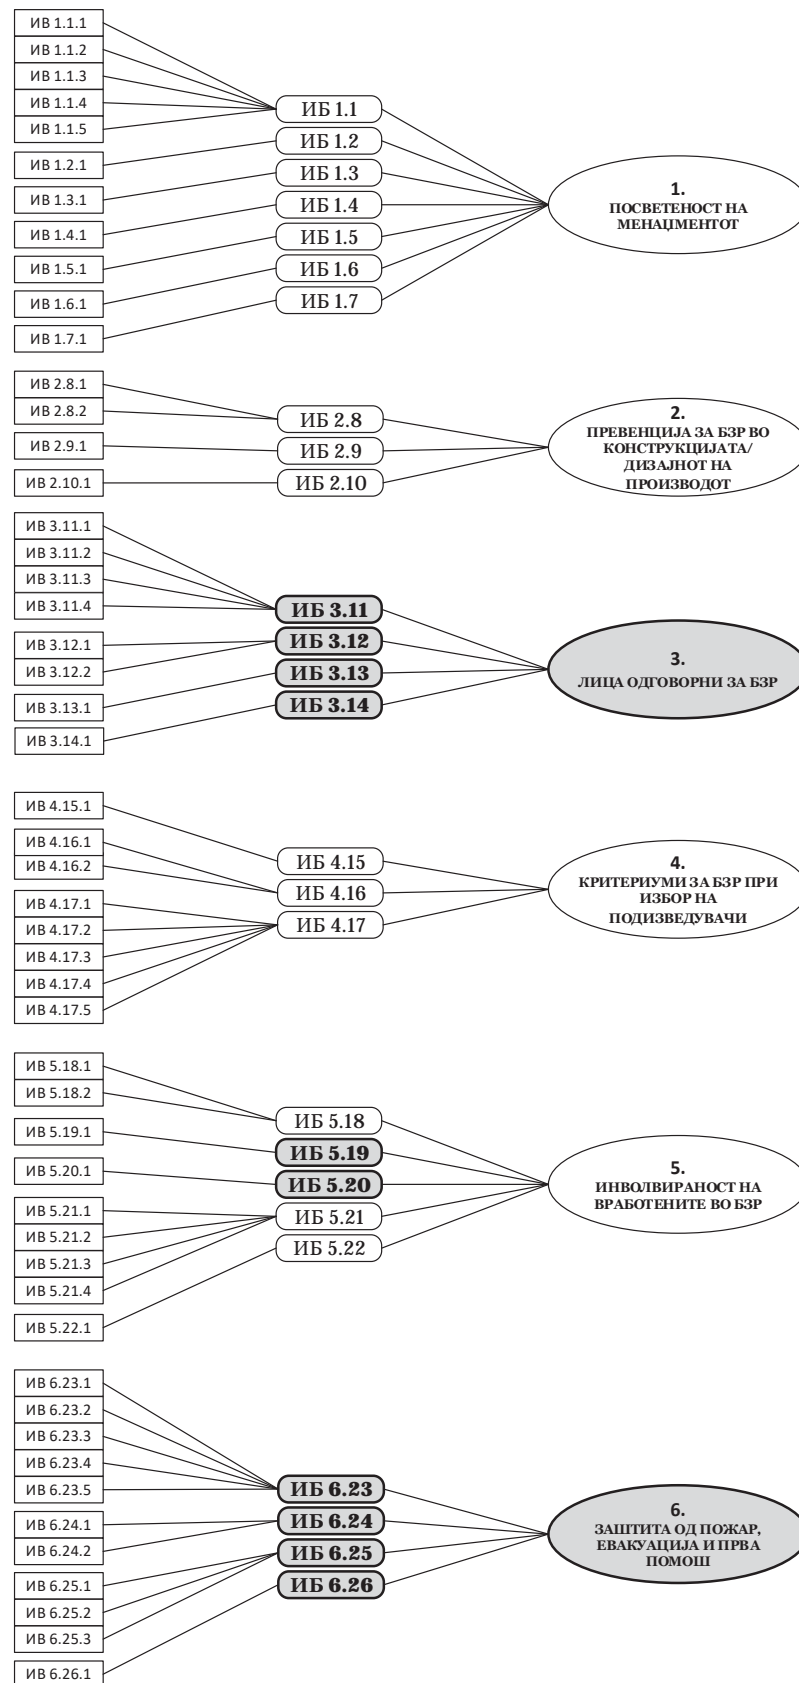 ИВ 1.1.1
ИВ 1.1.2
ИВ 1.1.3
ИВ 1.1.4
ИВ 1.1.5
ИВ 1.2.1
ИВ 1.3.1
ИВ 1.4.1
ИВ 1.5.1
ИВ 1.6.1
ИВ 1.7.1
ИБ 1.1
ИБ 1.2
ИБ 1.3
ИБ 1.4
ИБ 1.5
ИБ 1.6
ИБ 1.7
1.
ПОСВЕТЕНОСТ НА
МЕНАЏМЕНТОТ
ИВ 2.8.1
ИВ 2.8.2
ИВ 2.9.1
ИВ 2.10.1
ИБ 2.8
ИБ 2.9
ИБ 2.10
2.
ПРЕВЕНЦИЈА ЗА БЗР ВО
КОНСТРУКЦИЈАТА/
ДИЗАЈНОТ НА
ПРОИЗВОДОТ
ИВ 3.11.1
ИВ 3.11.2
ИВ 3.11.3
ИВ 3.11.4
ИВ 3.12.1
ИВ 3.12.2
ИВ 3.13.1
ИВ 3.14.1
ИБ 3.11
ИБ 3.12
ИБ 3.13
ИБ 3.14
3.
ЛИЦА ОДГОВОРНИ ЗА БЗР
ИВ 4.15.1
ИВ 4.16.1
ИВ 4.16.2
ИВ 4.17.1
ИВ 4.17.2
ИВ 4.17.3
ИВ 4.17.4
ИВ 4.17.5
ИБ 4.15
ИБ 4.16
ИБ 4.17
4.
КРИТЕРИУМИ ЗА БЗР ПРИ
ИЗБОР НА
ПОДИЗВЕДУВАЧИ
ИВ 5.18.1
ИВ 5.18.2
ИВ 5.19.1
ИВ 5.20.1
ИВ 5.21.1
ИВ 5.21.2
ИВ 5.21.3
ИВ 5.21.4
ИВ 5.22.1
ИБ 5.18
ИБ 5.19
ИБ 5.20
ИБ 5.21
ИБ 5.22
5.
ИНВОЛВИРАНОСТ НА
ВРАБОТЕНИТЕ ВО БЗР
ИВ 6.23.1
ИВ 6.23.2
ИВ 6.23.3
ИВ 6.23.4
ИВ 6.23.5
ИВ 6.24.1
ИВ 6.24.2
ИВ 6.25.1
ИВ 6.25.2
ИВ 6.25.3
ИВ 6.26.1
ИБ 6.23
ИБ 6.24
ИБ 6.25
ИБ 6.26
6.
ЗАШТИТА ОД ПОЖАР,
ЕВАКУАЦИЈА И ПРВА
ПОМОШ